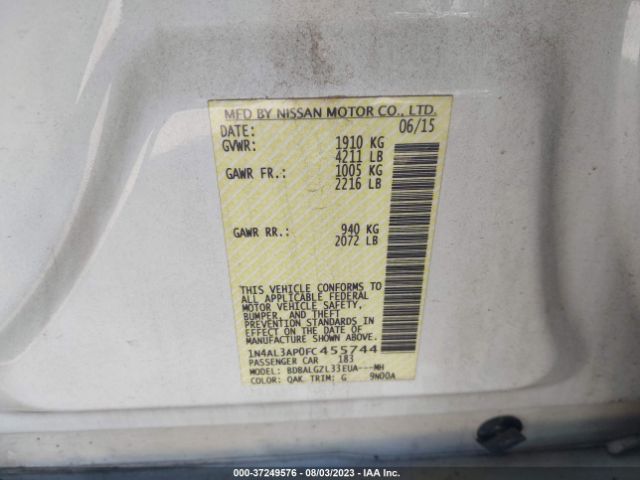 MFD BY NISSAN MOTOR CO., LTD.
DATE: 06/15
GVWR: 1910 KG
4211 LB
GAWR FR.: 1005 KG
2216 LB
GAWR RR.: 940 KG
2072 LB
THIS VEHICLE CONFORMS TO
ALL APPLICABLE FEDERAL
MOTOR VEHICLE SAFETY,
BUMPER, AND THEFT
PREVENTION STANDARDS IN
EFFECT ON THE DATE OF
MANUFACTURE SHOWN ABOVE.
1N4AL3AP0FC455744
PASSENGER CAR 183
MODEL: BDBALGZL33EUA---MH
COLOR: QAK TRIM: G 9N00A
000-37249576 - 08/03/2023 - IAA Inc.